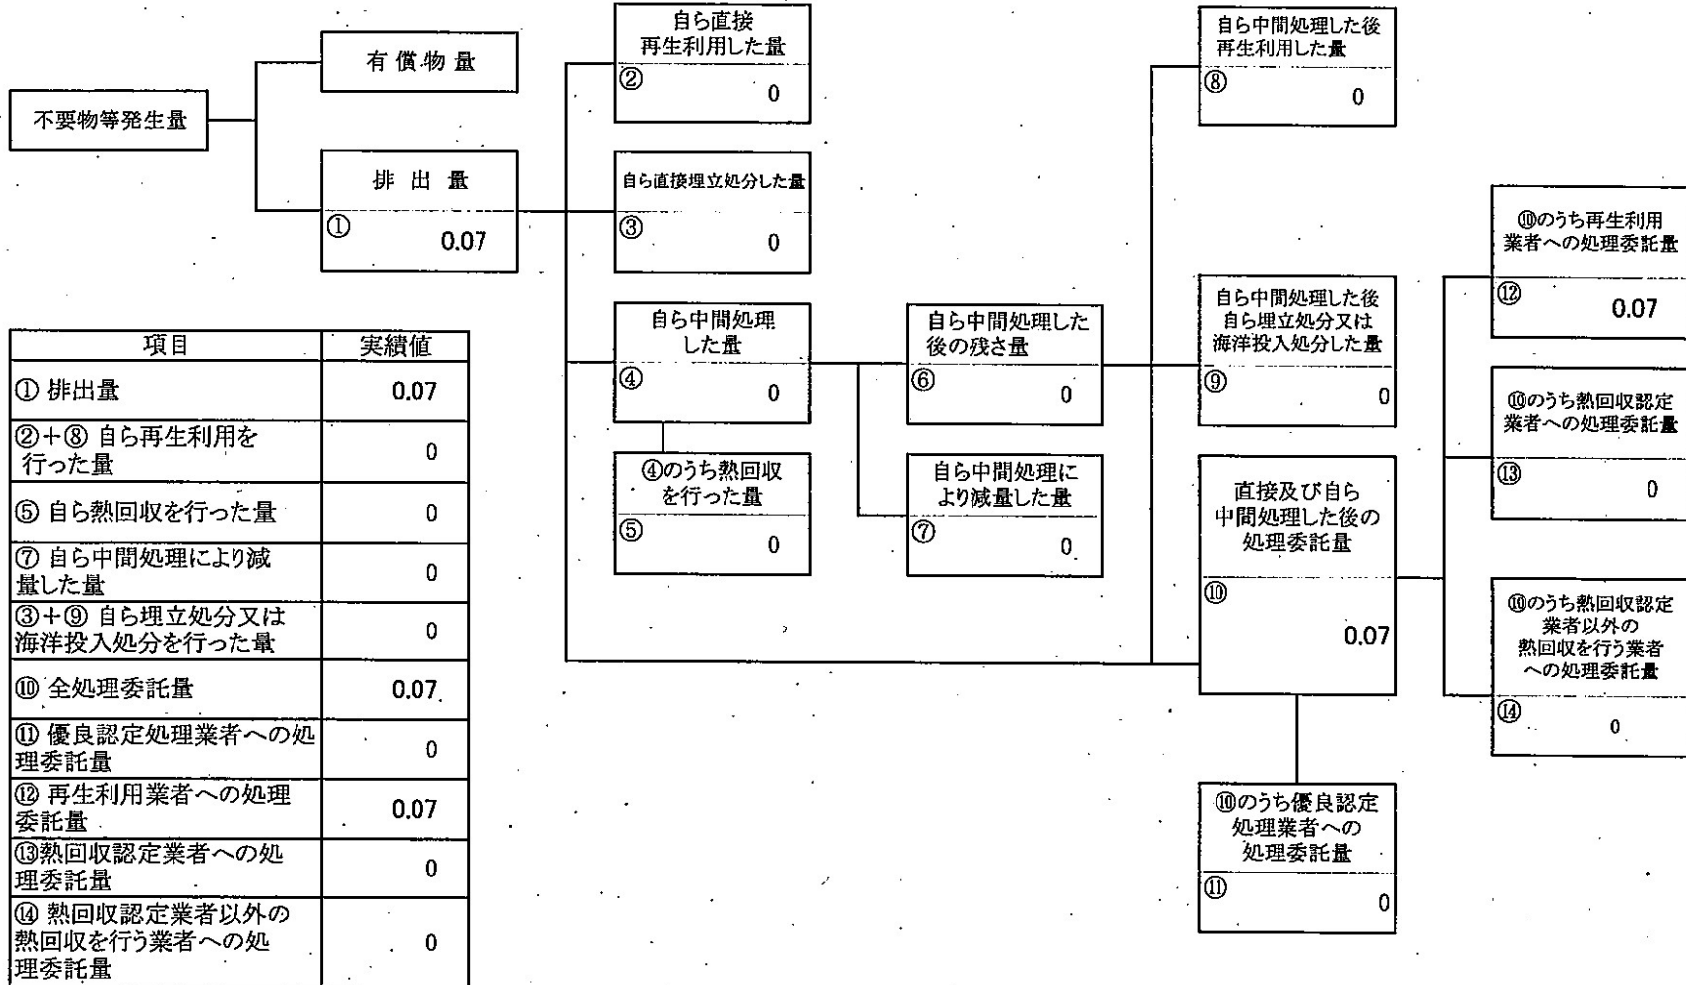 不要物等発生量
有償物量
排出量
①
0.07
自ら直接
再生利用した量
②
0
自ら直接埋立処分した量
③
0
自ら中間処理
した量
④
0
④のうち熱回収
を行った量
⑤
0
自ら中間処理した
後の残さ量
⑥
0
自ら中間処理に
より減量した量
⑦
0
自ら中間処理した後
再生利用した量
⑧
0
自ら中間処理した後
自ら埋立処分又は
海洋投入処分した量
⑨
0
直接及び自ら
中間処理した後の
処理委託量
⑩
0.07
⑩のうち優良認定
処理業者への
処理委託量
⑪
0
⑩のうち再生利用
業者への処理委託量
⑫
0.07
⑩のうち熱回収認定
業者への処理委託量
⑬
0
⑩のうち熱回収認定
業者以外の
熱回収を行う業者
への処理委託量
⑭
0
項目 実績値
① 排出量 0.07
②+⑧ 自ら再生利用を
行った量 0
⑤ 自ら熱回収を行った量 0
⑦ 自ら中間処理により減
量した量 0
③+⑨ 自ら埋立処分又は
海洋投入処分を行った量 0
⑩ 全処理委託量 0.07
⑪ 優良認定処理業者への処
理委託量 0
⑫ 再生利用業者への処理
委託量 0.07
⑬熱回収認定業者への処
理委託量 0
⑭ 熱回収認定業者以外の
熱回収を行う業者への処
理委託量 0